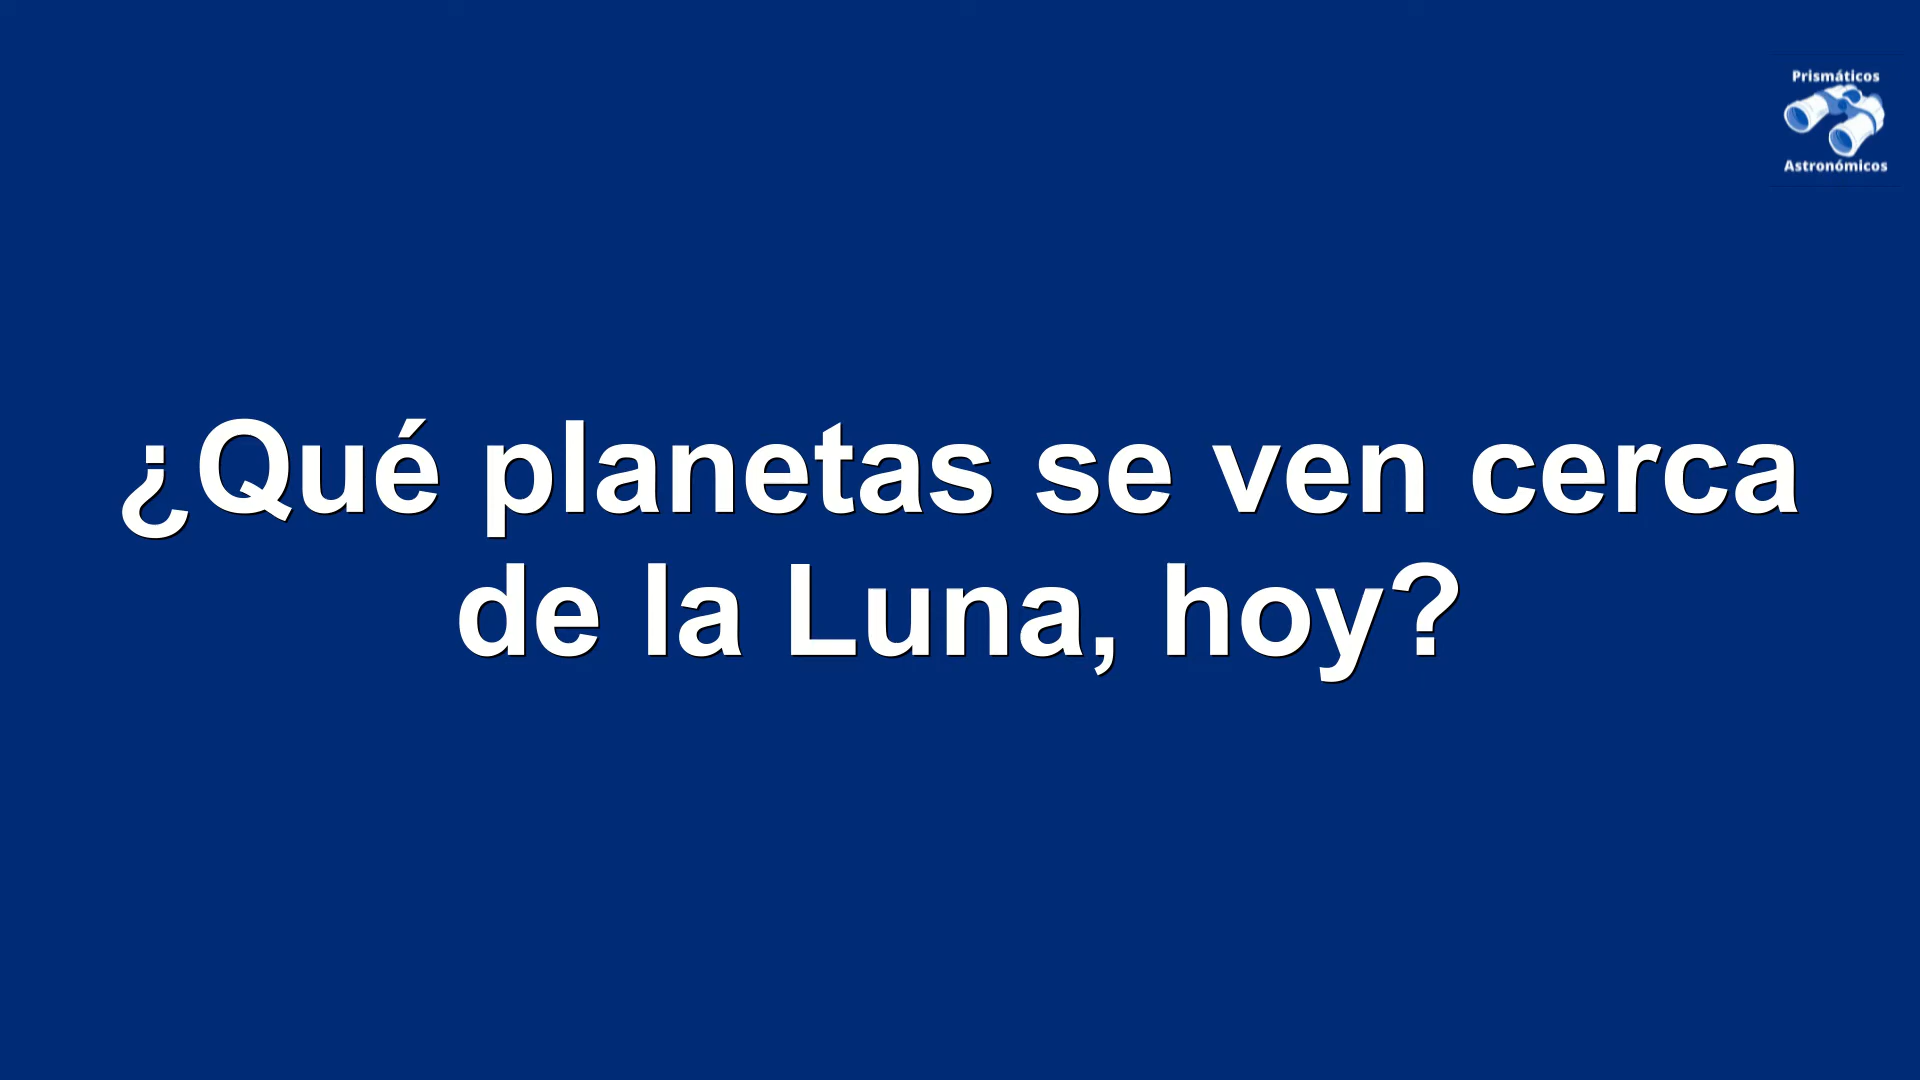 Prismáticos
Astronómicos
¿Qué planetas se ven cerca
de la Luna, hoy?